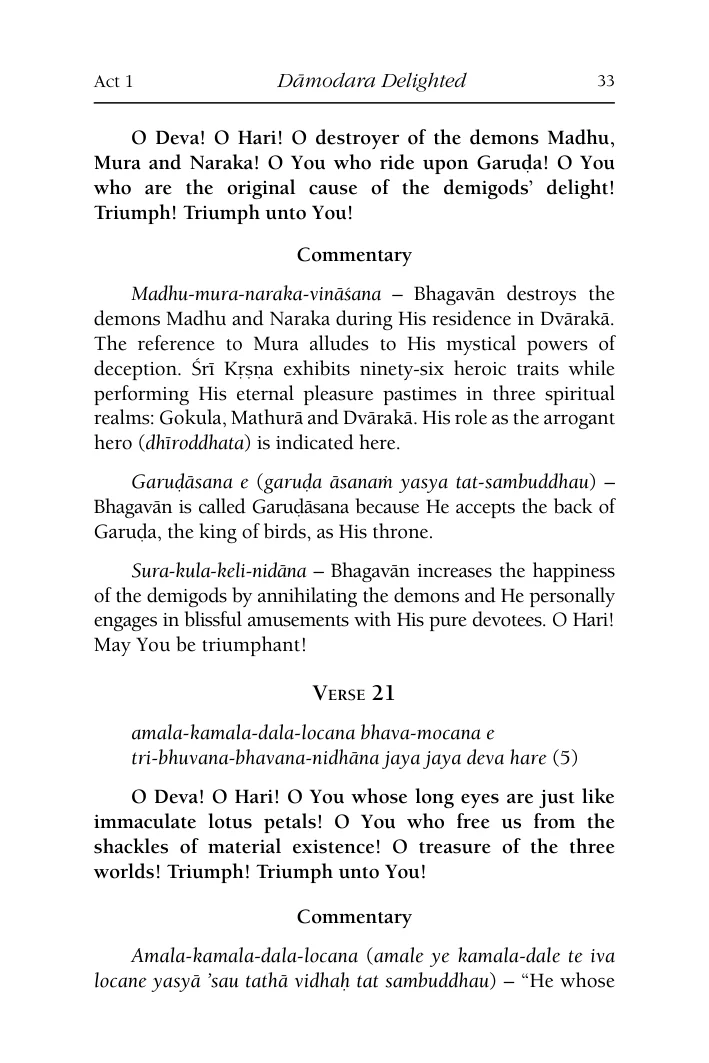 Act 1 Dāmodara Delighted 33
O Deva! O Hari! O destroyer of the demons Madhu,
Mura and Naraka! O You who ride upon Garuḍa! O You
who are the original cause of the demigods’ delight!
Triumph! Triumph unto You!
Commentary
Madhu-mura-naraka-vināśana – Bhagavān destroys the
demons Madhu and Naraka during His residence in Dvārakā.
The reference to Mura alludes to His mystical powers of
deception. Śrī Kṛṣṇa exhibits ninety-six heroic traits while
performing His eternal pleasure pastimes in three spiritual
realms: Gokula, Mathurā and Dvārakā. His role as the arrogant
hero (dhīroddhata) is indicated here.
Garuḍāsana e (garuḍa āsanaṁ yasya tat-sambuddhau) –
Bhagavān is called Garuḍāsana because He accepts the back of
Garuḍa, the king of birds, as His throne.
Sura-kula-keli-nidāna – Bhagavān increases the happiness
of the demigods by annihilating the demons and He personally
engages in blissful amusements with His pure devotees. O Hari!
May You be triumphant!
Verse 21
amala-kamala-dala-locana bhava-mocana e
tri-bhuvana-bhavana-nidhāna jaya jaya deva hare (5)
O Deva! O Hari! O You whose long eyes are just like
immaculate lotus petals! O You who free us from the
shackles of material existence! O treasure of the three
worlds! Triumph! Triumph unto You!
Commentary
Amala-kamala-dala-locana (amale ye kamala-dale te iva
locane yasyā ’sau tathā vidhaḥ tat sambuddhau) – “He whose